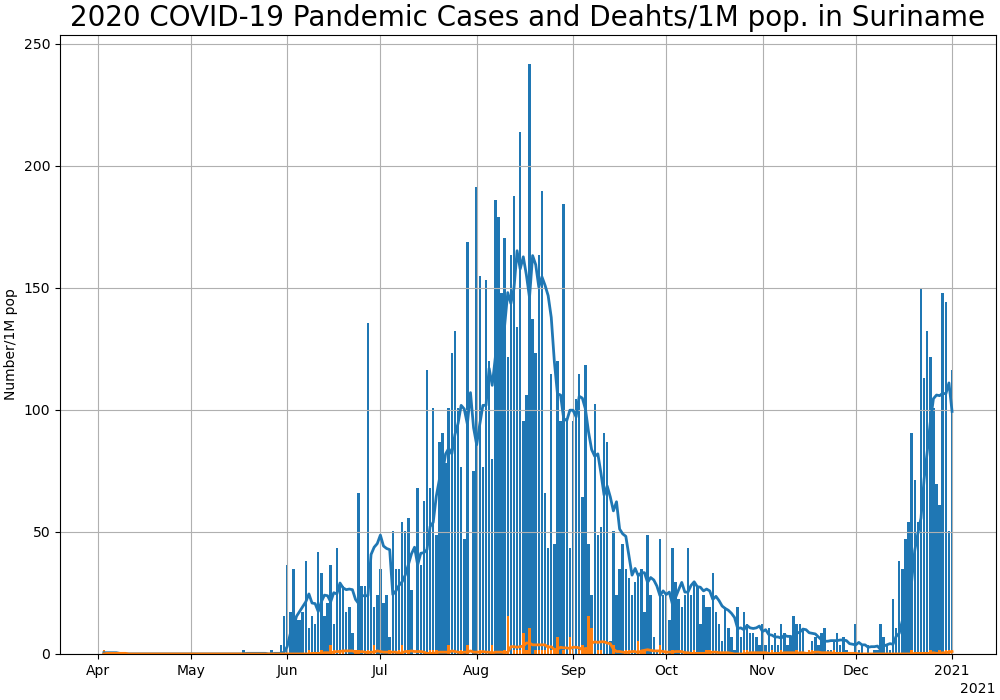 2020 COVID-19 Pandemic Cases and Deahts/1M pop. in Suriname
250
200
150
100
50
0
Number/1M pop
Apr May Jun Jul Aug Sep Oct Nov Dec 2021
2021